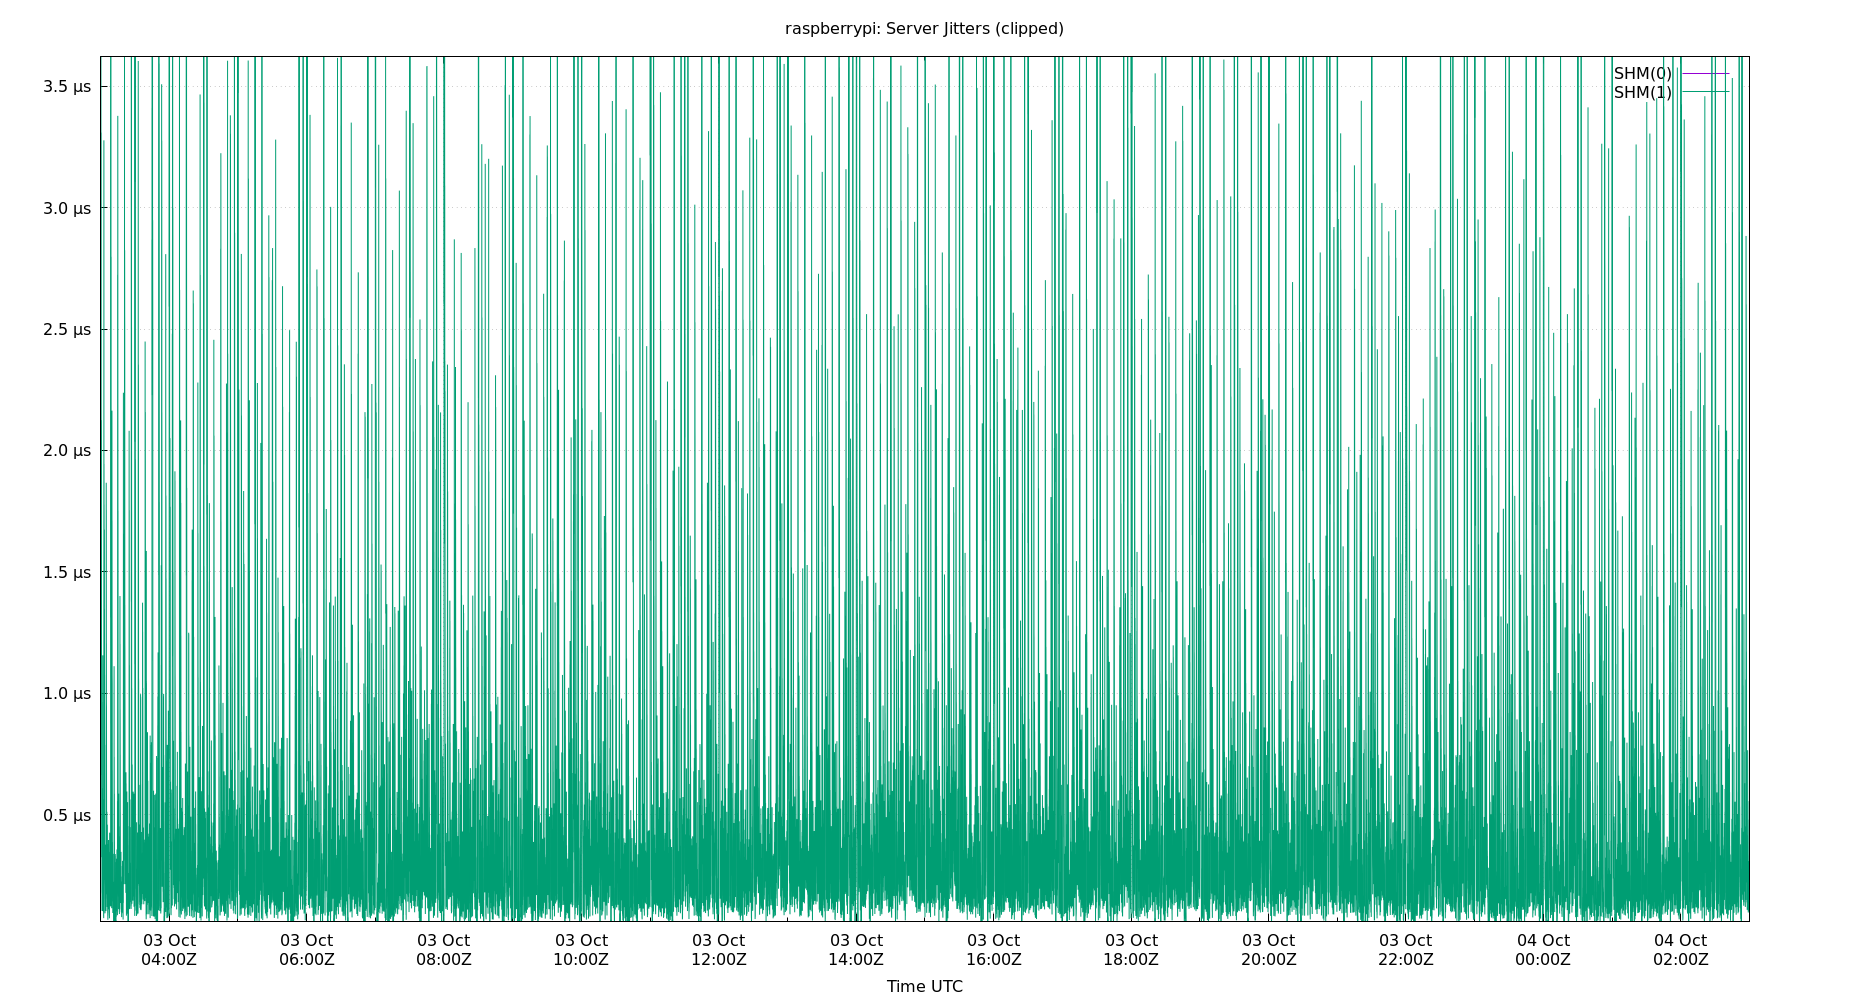 raspberrypi: Server Jitters (clipped)
SHM(0)
SHM(1)
3.5 µs
3.0 µs
2.5 µs
2.0 µs
1.5 µs
1.0 µs
0.5 µs
03 Oct 03 Oct 03 Oct 03 Oct 03 Oct 03 Oct 03 Oct 03 Oct 03 Oct 03 Oct 04 Oct 04 Oct
04:00Z 06:00Z 08:00Z 10:00Z 12:00Z 14:00Z 16:00Z 18:00Z 20:00Z 22:00Z 00:00Z 02:00Z
Time UTC